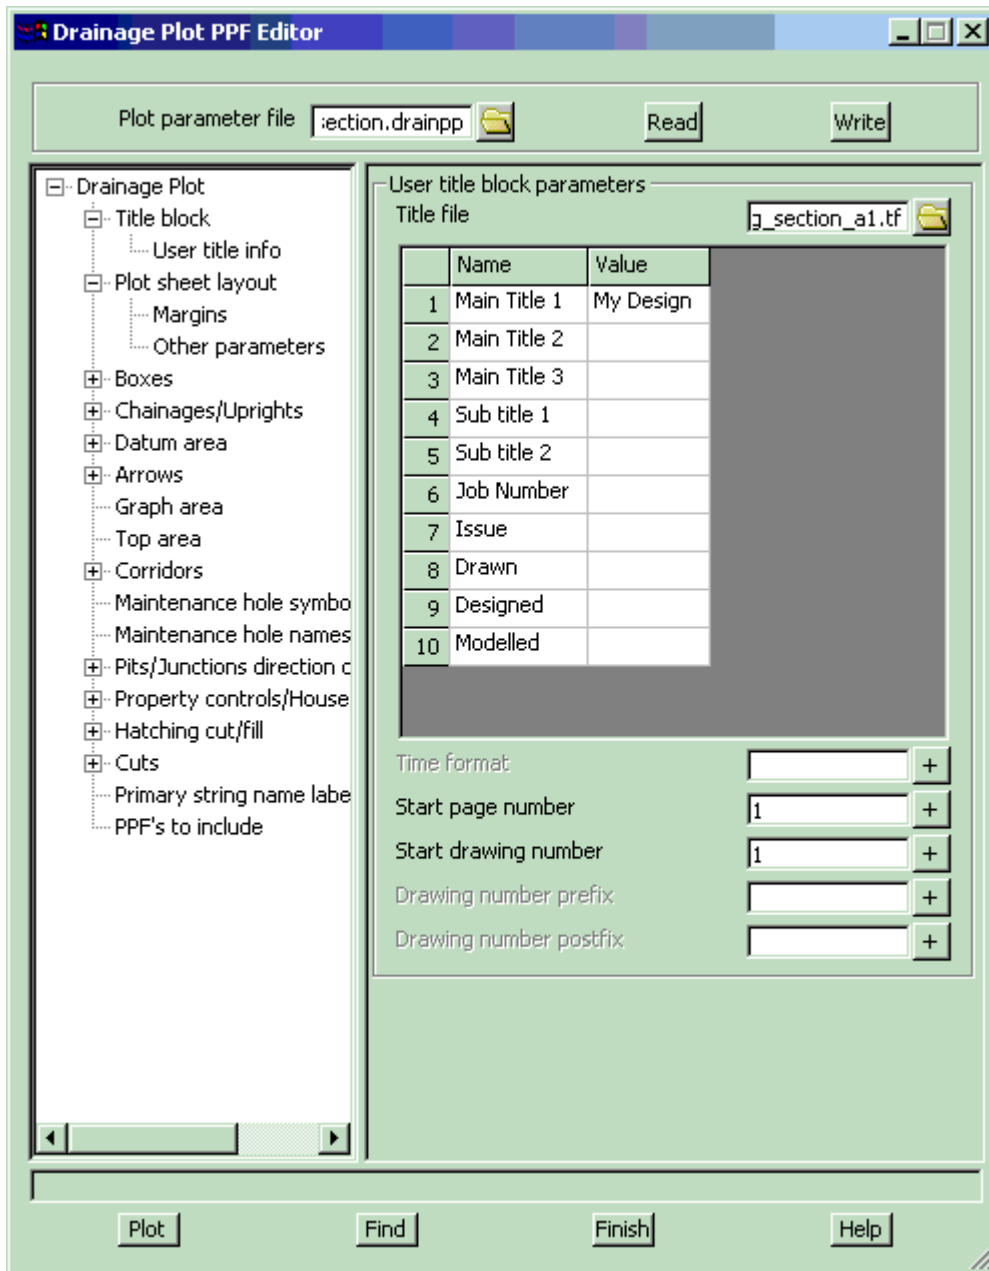 Drainage Plot PPF Editor
Plot parameter file :ection.drainpp Read Write
Drainage Plot
Title block
User title info
Plot sheet layout
Margins
Other parameters
Boxes
Chainages/Uprights
Datum area
Arrows
Graph area
Top area
Corridors
Maintenance hole symbo
Maintenance hole names
Pits/Junctions direction c
Property controls/House
Hatching cut/fill
Cuts
Primary string name labe
PPF's to include
User title block parameters
Title file g_section_a1.tf
Name Value
1 Main Title 1 My Design
2 Main Title 2
3 Main Title 3
4 Sub title 1
5 Sub title 2
6 Job Number
7 Issue
8 Drawn
9 Designed
10 Modelled
Time format +
Start page number 1 +
Start drawing number 1 +
Drawing number prefix +
Drawing number postfix +
Plot Find Finish Help